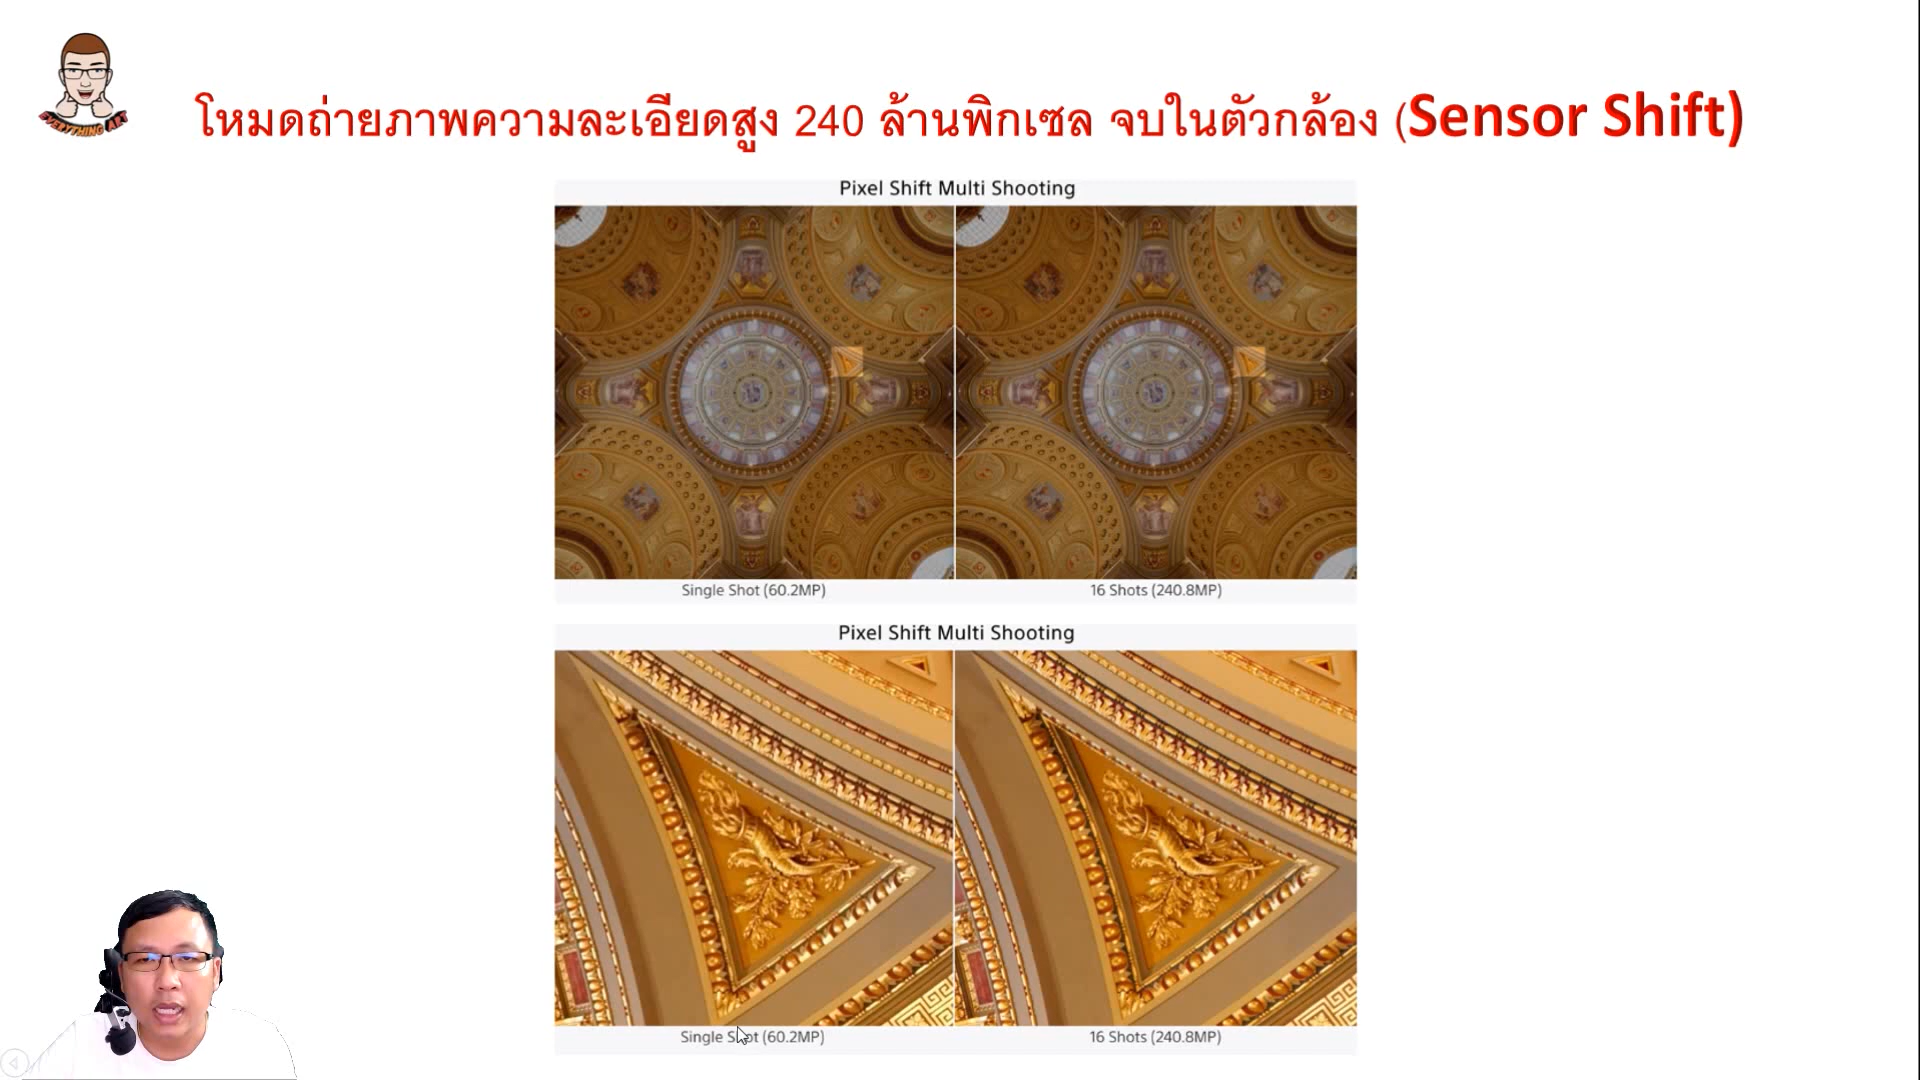 EVERYTHING ART
โหมดถ่ายภาพความละเอียดสูง 240 ล้านพิกเซล จบในตัวกล้อง (Sensor Shift)
Pixel Shift Multi Shooting
Single Shot (60.2MP)
16 Shots (240.8MP)
Pixel Shift Multi Shooting
Single Shot (60.2MP)
16 Shots (240.8MP)